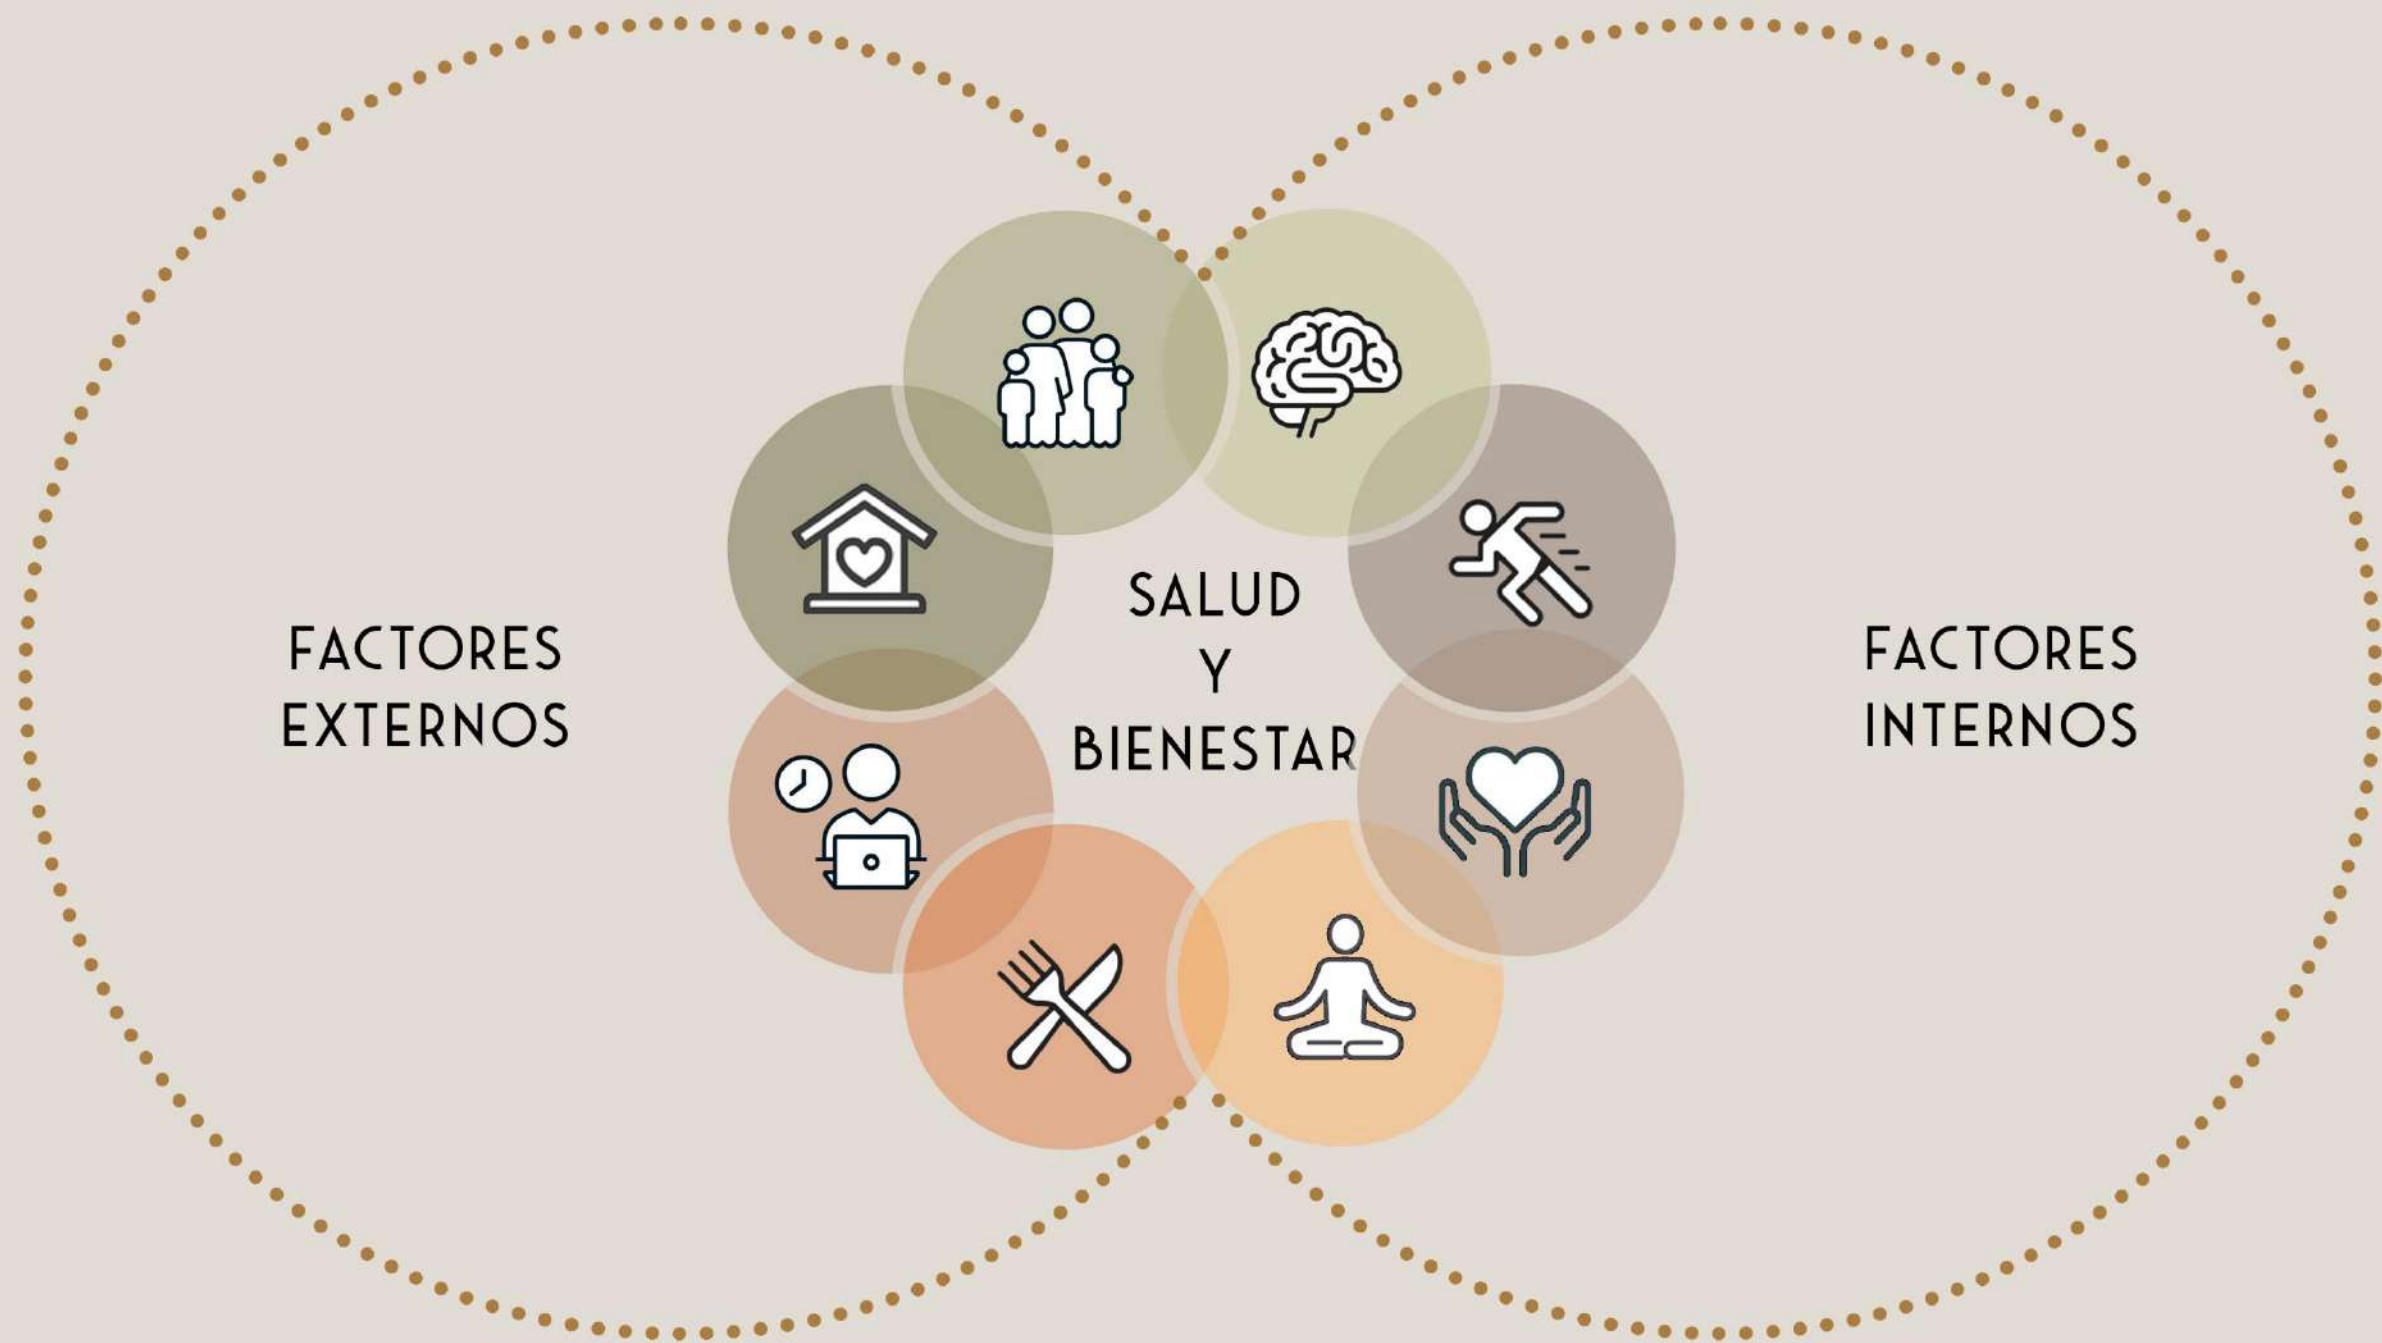 SALUD
Y
BIENESTAR
FACTORES
EXTERNOS
FACTORES
INTERNOS